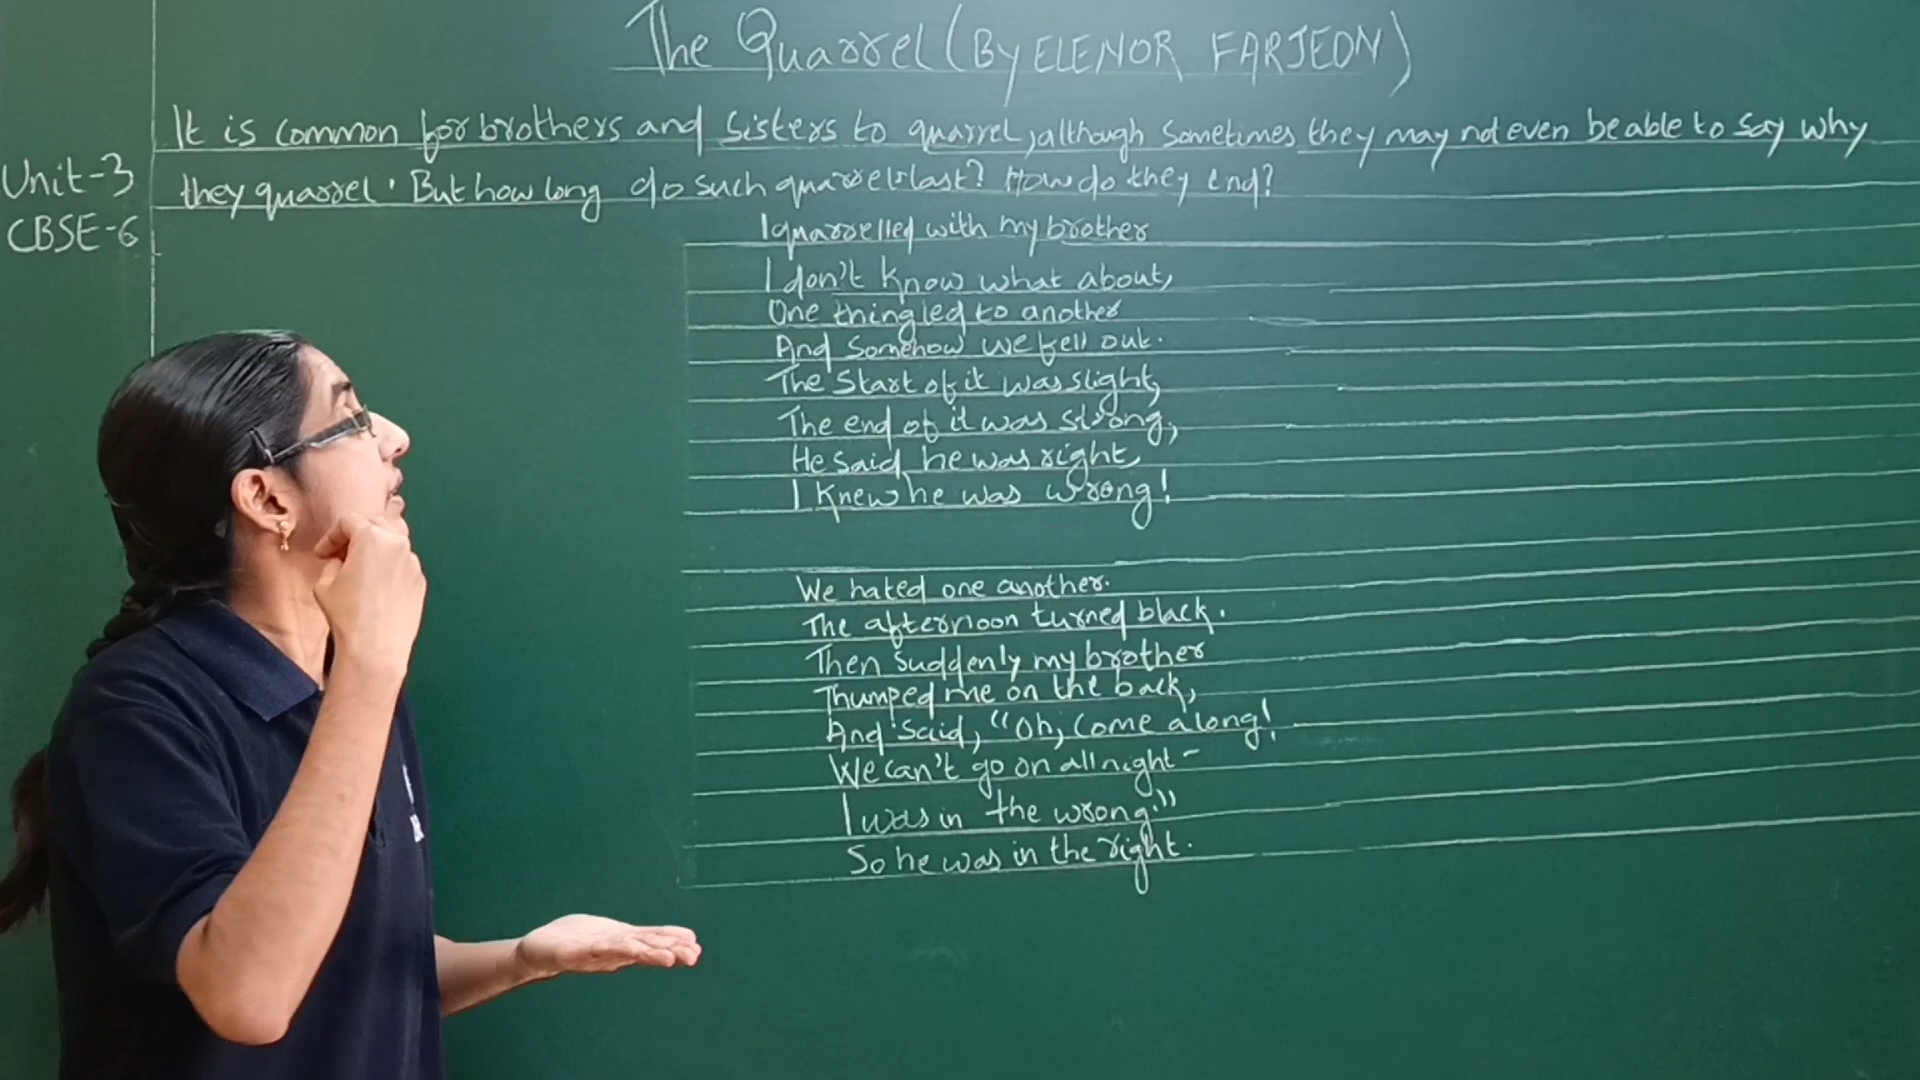 The Quarrel (By ELENOR FARJEON)
It is common for brothers and sisters to quarrel, although sometimes they may not even be able to say why
Unit-3
they quarrel. But how long do such quarrels last? How do they end?
CBSE-6
I quarrelled with my brother
I don't know what about,
One thing led to another
And Somehow we fell out.
The Start of it was slight,
The end of it was strong,
He said he was right,
I knew he was wrong!
We hated one another.
The afternoon turned black.
Then suddenly my brother
Thumped me on the back,
And said, "Oh, come along!
We can't go on all night-
I was in the wrong."
So he was in the right.